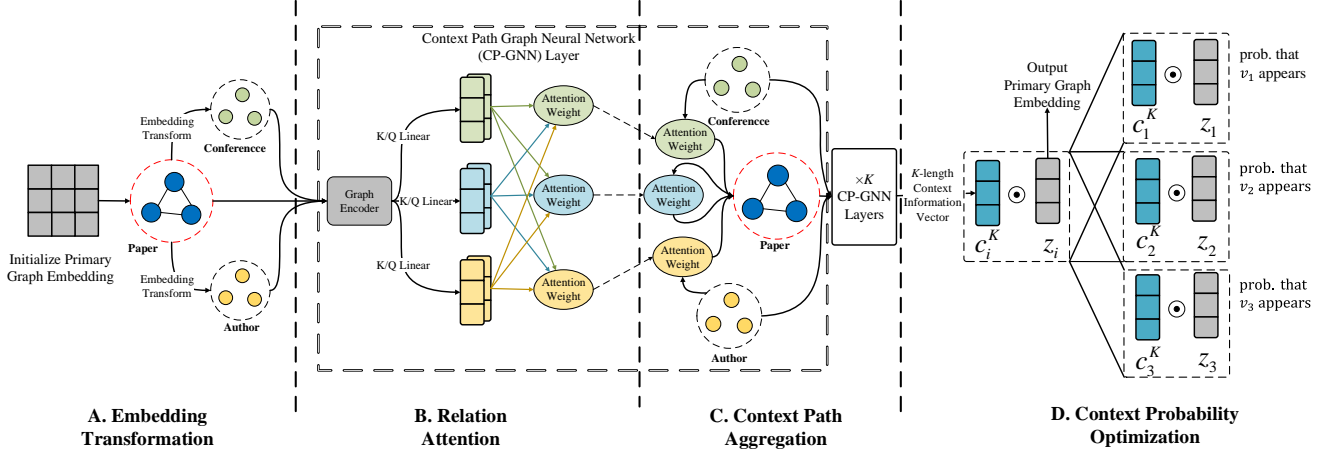 Initialize Primary
Graph Embedding
Embedding
Transform
Conferencce
Paper
Embedding
Transform
Author
A. Embedding
Transformation
Context Path Graph Neural Network
(CP-GNN) Layer
Graph
Encoder
K/Q Linear
K/Q Linear
K/Q Linear
Attention
Weight
Attention
Weight
Attention
Weight
B. Relation
Attention
Conferencce
Attention
Weight
Attention
Weight
Attention
Weight
Paper
Author
×K
CP-GNN
Layers
C. Context Path
Aggregation
K-length
Context
Information
Vector
Output
Primary Graph
Embedding
c_i^K z_i
c_1^K z_1
prob. that
v_1 appears
c_2^K z_2
prob. that
v_2 appears
c_3^K z_3
prob. that
v_3 appears
D. Context Probability
Optimization